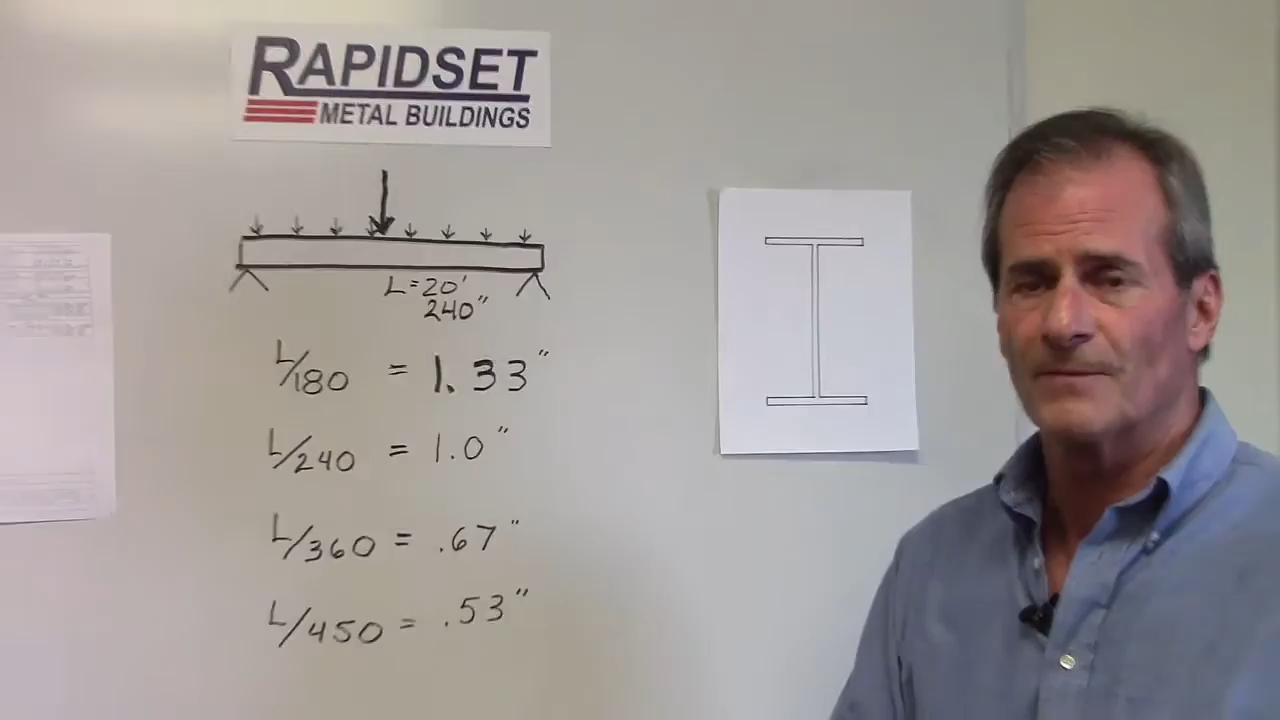 RAPIDSET
METAL BUILDINGS
L=20'
240"
L/180 = 1.33"
L/240 = 1.0"
L/360 = .67"
L/450 = .53"